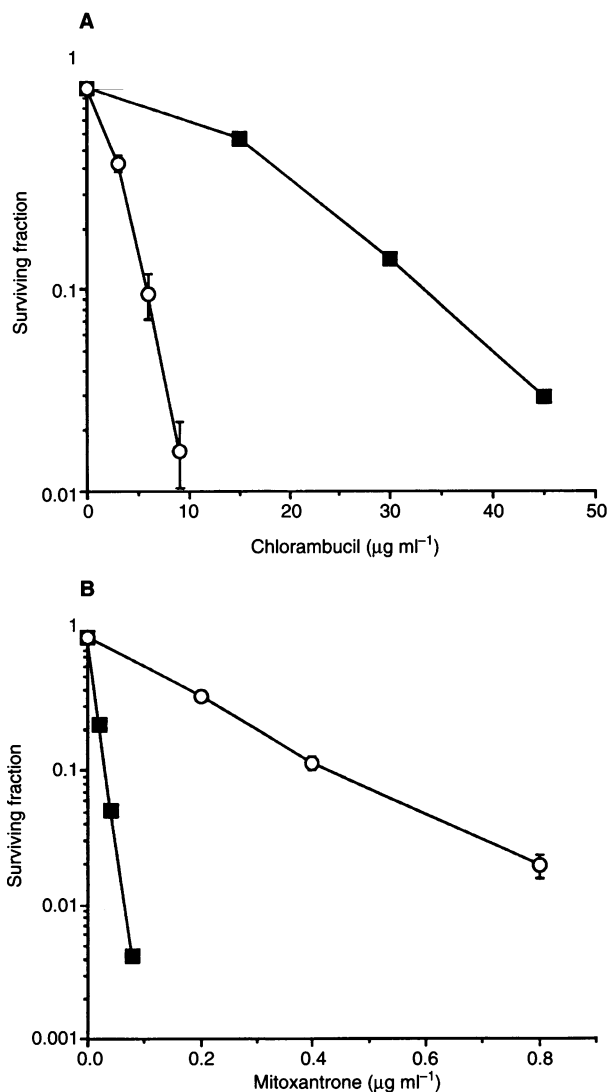 A
1
0.1
0.01
Surviving fraction
0 10 20 30 40 50
Chlorambucil (μg ml⁻¹)
B
1
0.1
0.01
0.001
Surviving fraction
0.0 0.2 0.4 0.6 0.8
Mitoxantrone (μg ml⁻¹)